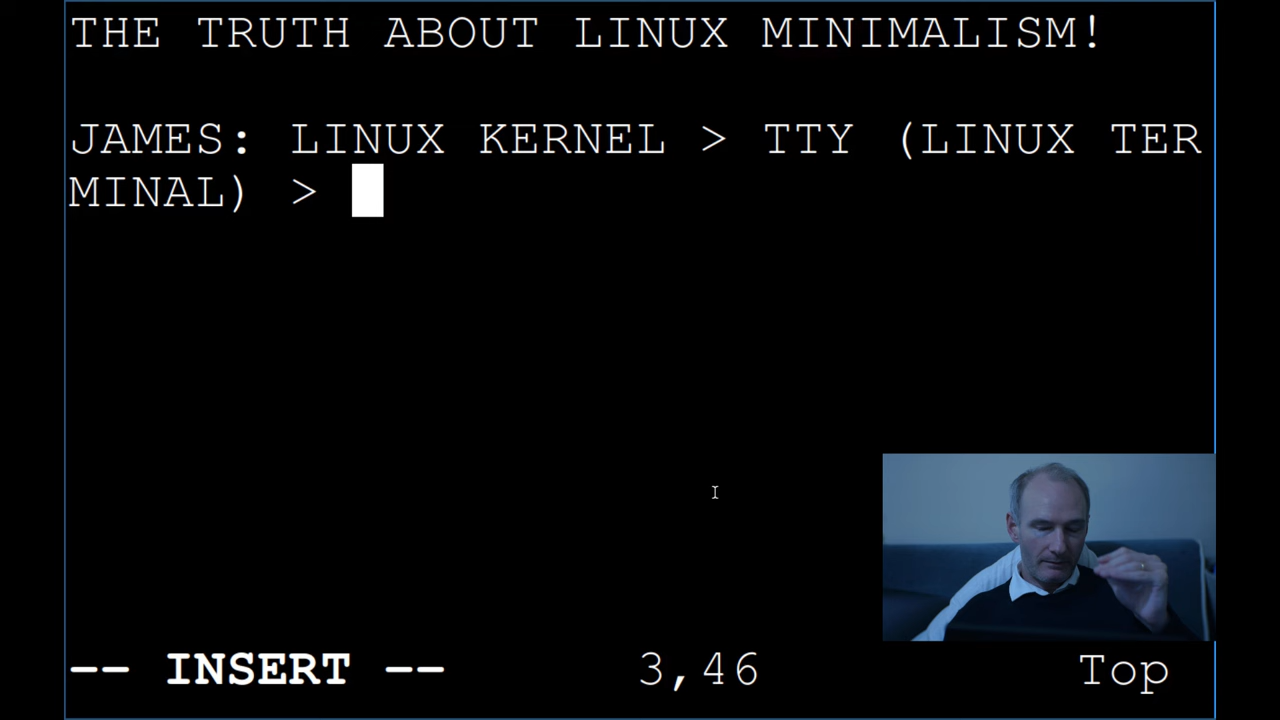 THE TRUTH ABOUT LINUX MINIMALISM!
JAMES: LINUX KERNEL > TTY (LINUX TER
MINAL) >
-- INSERT -- 3,46 Top